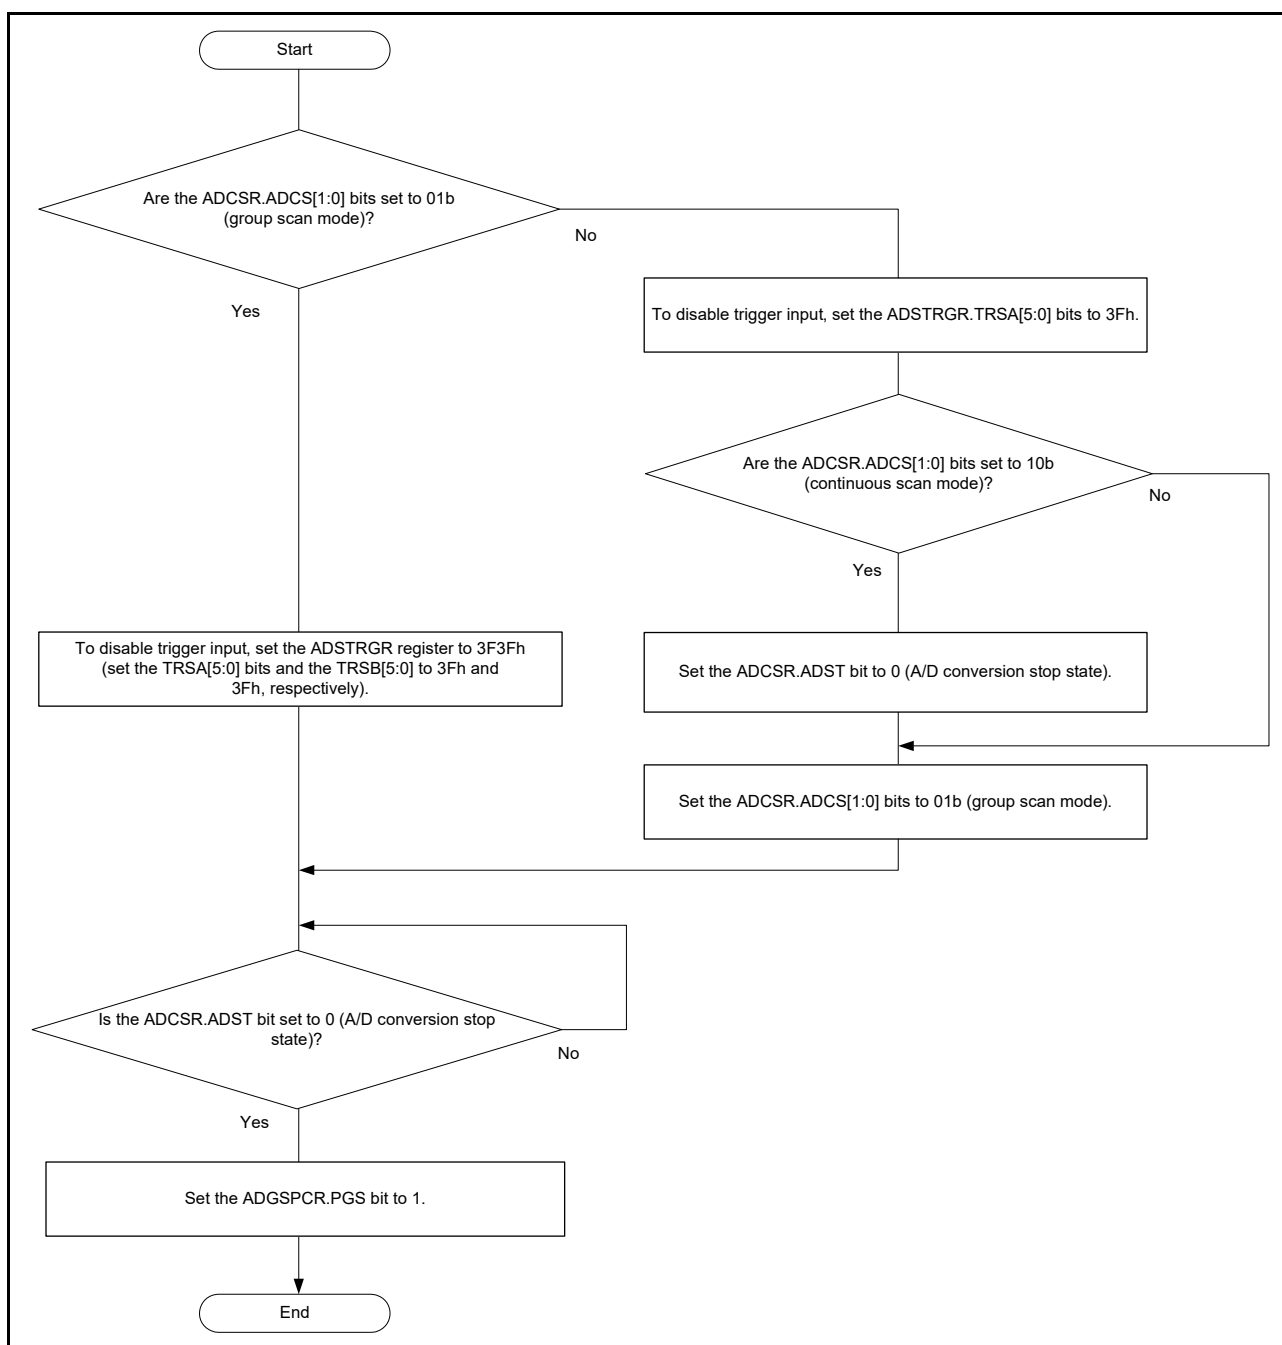 Start
Are the ADCSR.ADCS[1:0] bits set to 01b
(group scan mode)?
No
Yes
To disable trigger input, set the ADSTRGR.TRSA[5:0] bits to 3Fh.
Are the ADCSR.ADCS[1:0] bits set to 10b
(continuous scan mode)?
No
Yes
To disable trigger input, set the ADSTRGR register to 3F3Fh
(set the TRSA[5:0] bits and the TRSB[5:0] to 3Fh and
3Fh, respectively).
Set the ADCSR.ADST bit to 0 (A/D conversion stop state).
Set the ADCSR.ADCS[1:0] bits to 01b (group scan mode).
Is the ADCSR.ADST bit set to 0 (A/D conversion stop
state)?
No
Yes
Set the ADGSPCR.PGS bit to 1.
End